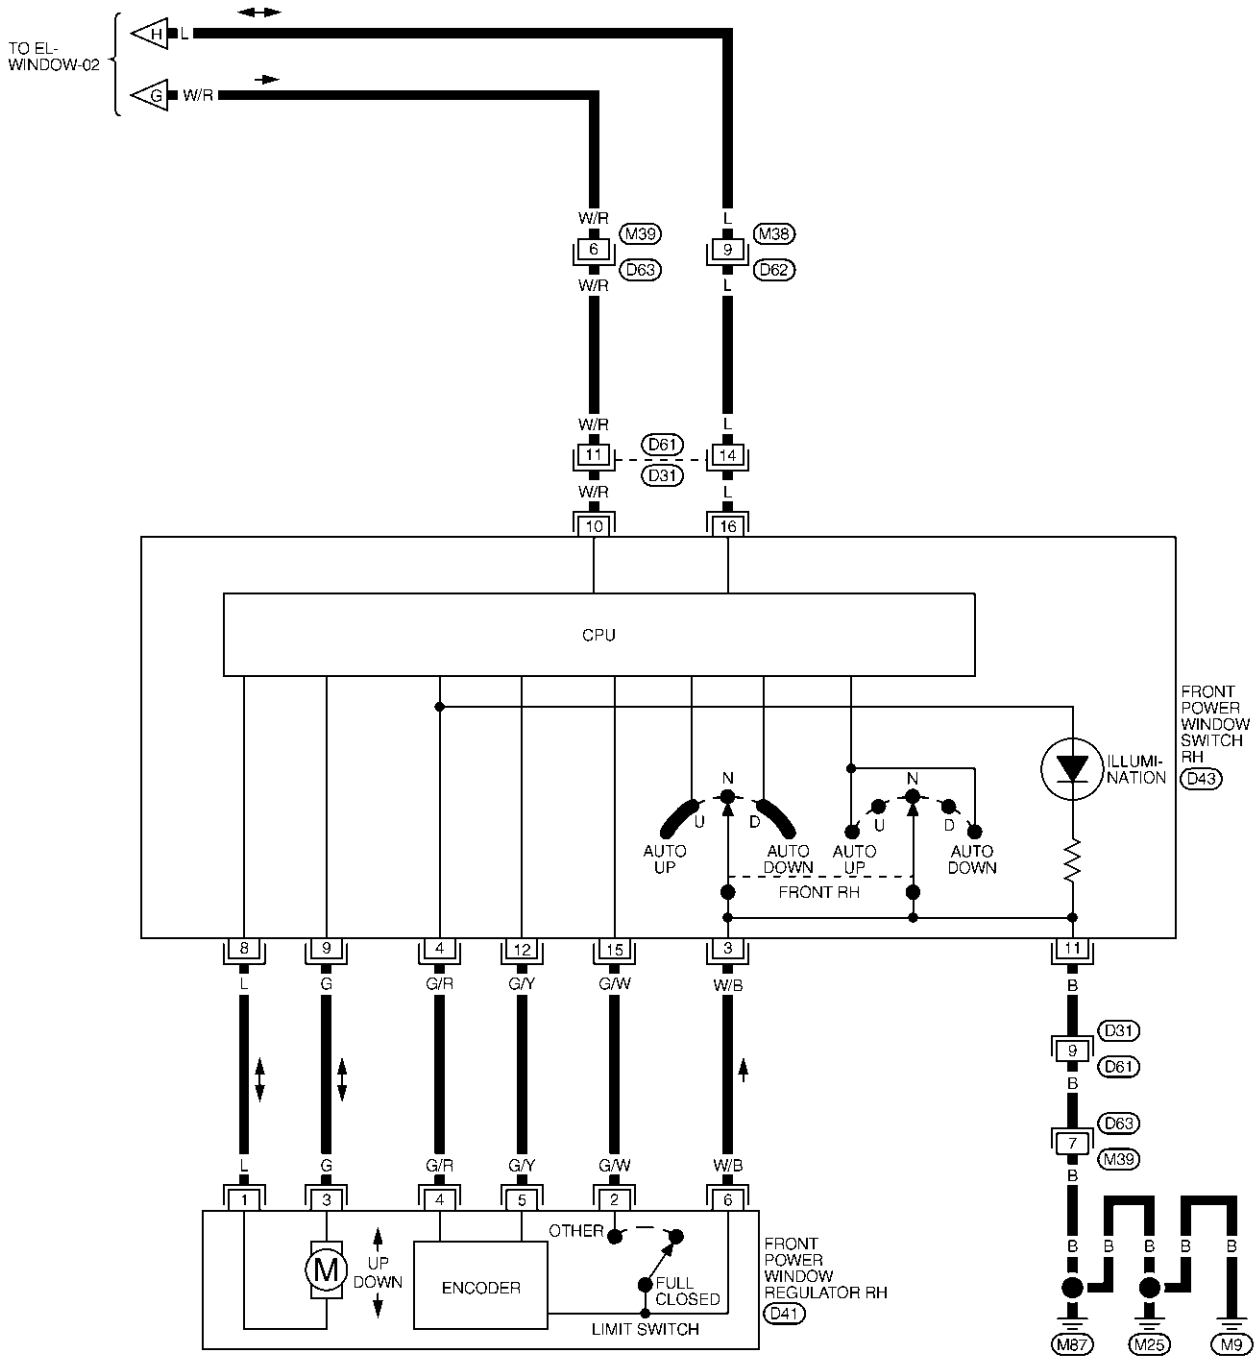 H L
TO EL-
WINDOW-02
G W/R
W/R L
6 M39 9 M38
D63 D62
W/R L
W/R L
11 D61 14
D31
W/R L
10 16
CPU
FRONT
POWER
WINDOW
SWITCH
RH
D43
ILLUMI-
NATION
N N
U D U D
AUTO
UP
AUTO
DOWN
AUTO
UP
AUTO
DOWN
FRONT RH
8 9 4 12 15 3 11
L G G/R G/Y G/W W/B B
D31
9
D61
B
D63
7
M39
B
L G G/R G/Y G/W W/B
1 3 4 5 2 6
OTHER
M
UP
DOWN
ENCODER
FULL
CLOSED
LIMIT SWITCH
FRONT
POWER
WINDOW
REGULATOR RH
D41
B B B B B
M87 M25 M9